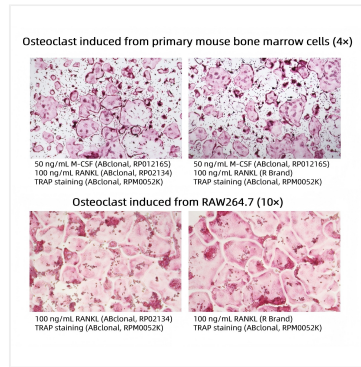 Osteoclast induced from primary mouse bone marrow cells (4×)
50 ng/mL M-CSF (ABclonal, RP01216S)
100 ng/mL RANKL (ABclonal, RP02134)
TRAP staining (ABclonal, RPM0052K)
50 ng/mL M-CSF (ABclonal, RP01216S)
100 ng/mL RANKL (R Brand)
TRAP staining (ABclonal, RPM0052K)
Osteoclast induced from RAW264.7 (10×)
100 ng/mL RANKL (ABclonal, RP02134)
TRAP staining (ABclonal, RPM0052K)
100 ng/mL RANKL (R Brand)
TRAP staining (ABclonal, RPM0052K)